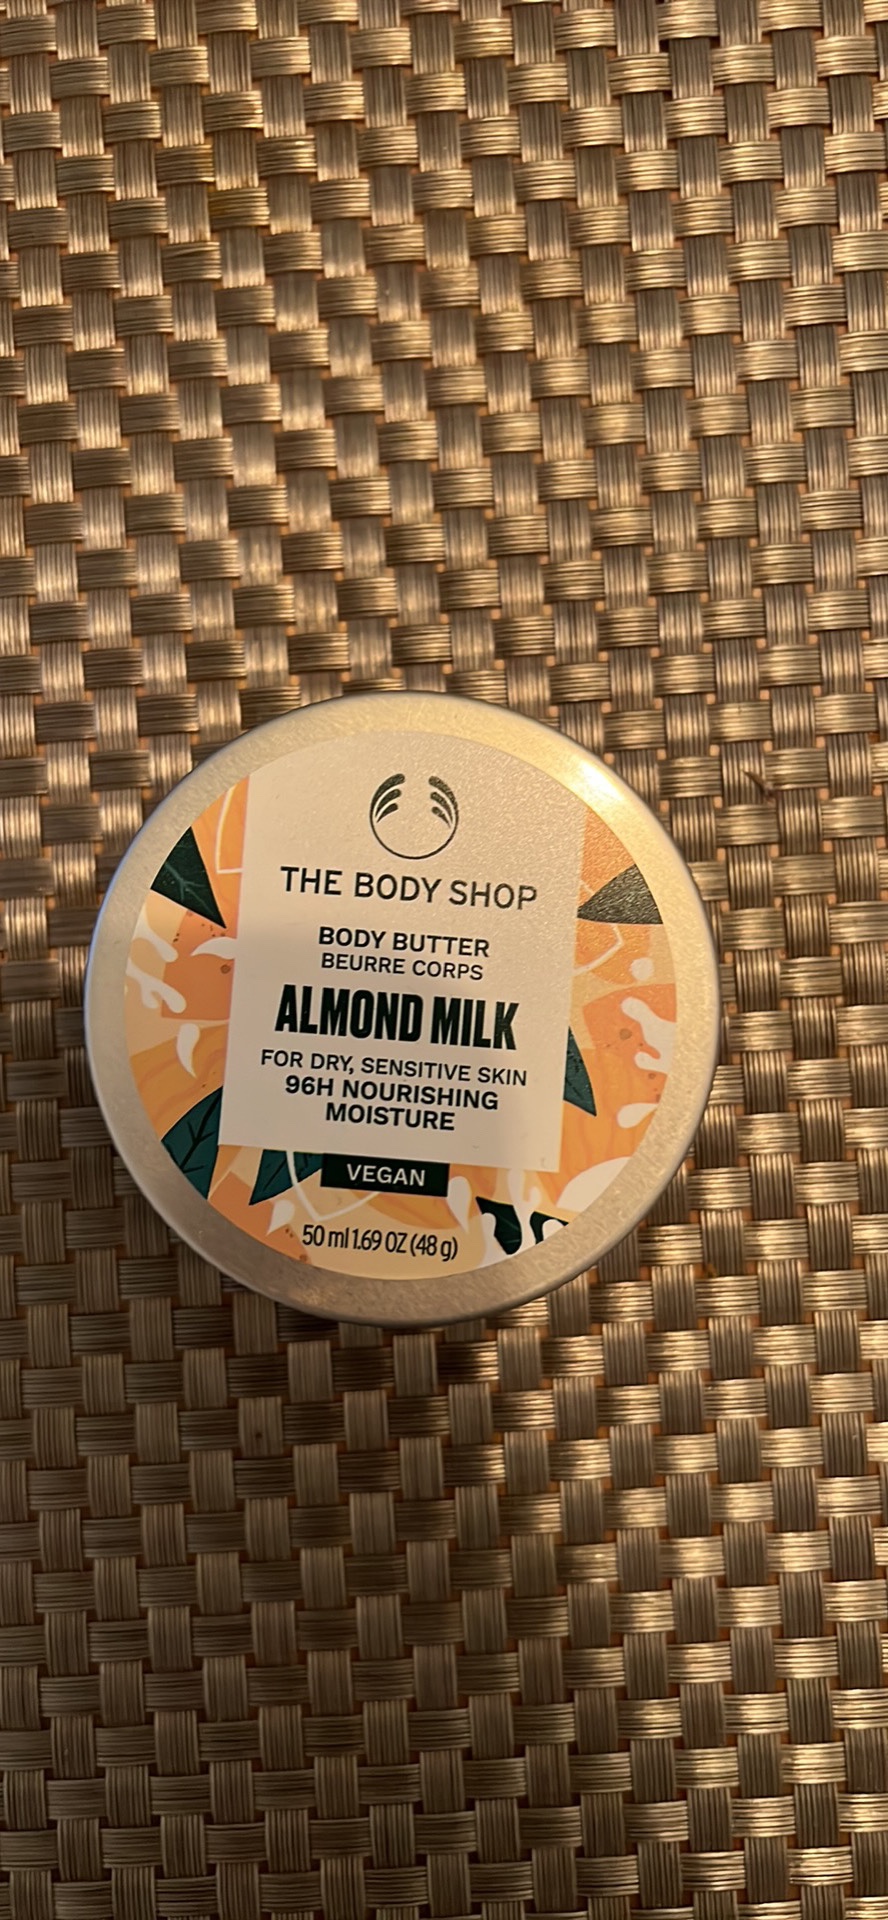 THE BODY SHOP
BODY BUTTER
BEURRE CORPS
ALMOND MILK
FOR DRY, SENSITIVE SKIN
96H NOURISHING
MOISTURE
VEGAN
50 ml 1.69 OZ (48 g)